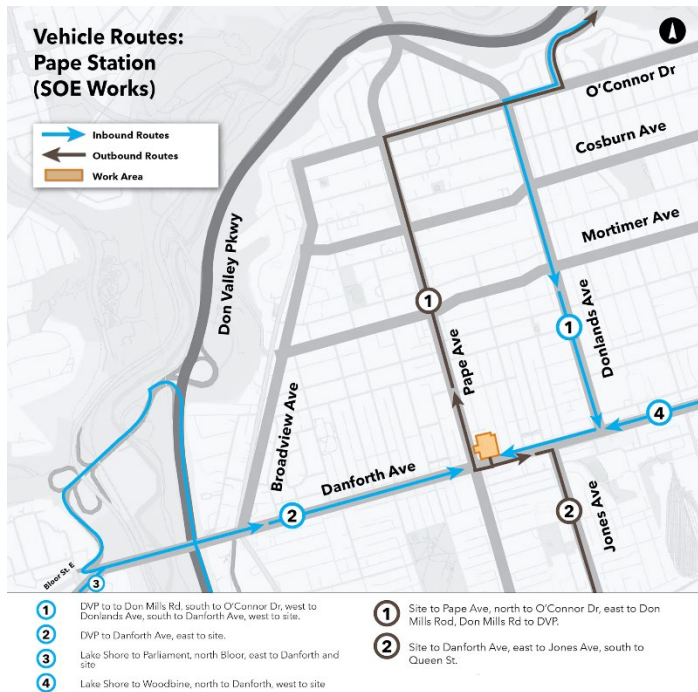 Vehicle Routes:
Pape Station
(SOE Works)
Inbound Routes
Outbound Routes
Work Area
O'Connor Dr
Cosburn Ave
Mortimer Ave
Don Valley Pkwy
Broadview Ave
Pape Ave
Donlands Ave
Danforth Ave
Jones Ave
Bloor St. E
1
1
4
2
2
3
1 DVP to to Don Mills Rd, south to O'Connor Dr, west to
Donlands Ave, south to Danforth Ave, west to site.
2 DVP to Danforth Ave, east to site.
3 Lake Shore to Parliament, north Bloor, east to Danforth and
site
4 Lake Shore to Woodbine, north to Danforth, west to site
1 Site to Pape Ave, north to O'Connor Dr, east to Don
Mills Rod, Don Mills Rd to DVP.
2 Site to Danforth Ave, east to Jones Ave, south to
Queen St.